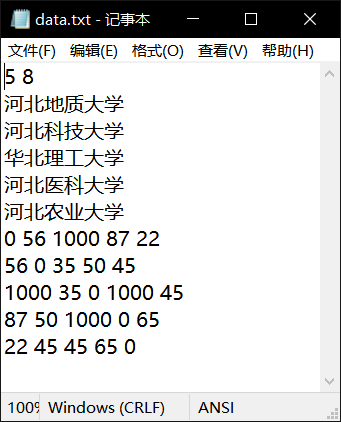 data.txt - 记事本
文件(F) 编辑(E) 格式(O) 查看(V) 帮助(H)
5 8
河北地质大学
河北科技大学
华北理工大学
河北医科大学
河北农业大学
0 56 1000 87 22
56 0 35 50 45
1000 35 0 1000 45
87 50 1000 0 65
22 45 45 65 0
100% Windows (CRLF) ANSI